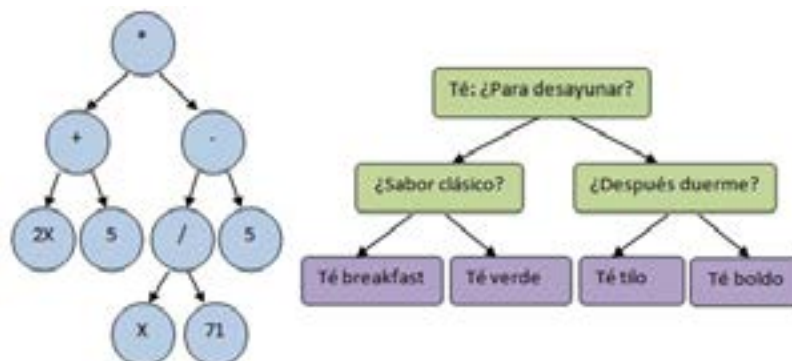 *
+ -
2X 5 / 5
X 71
Té: ¿Para desayunar?
¿Sabor clásico? ¿Después duerme?
Té breakfast Té verde Té tilo Té boldo